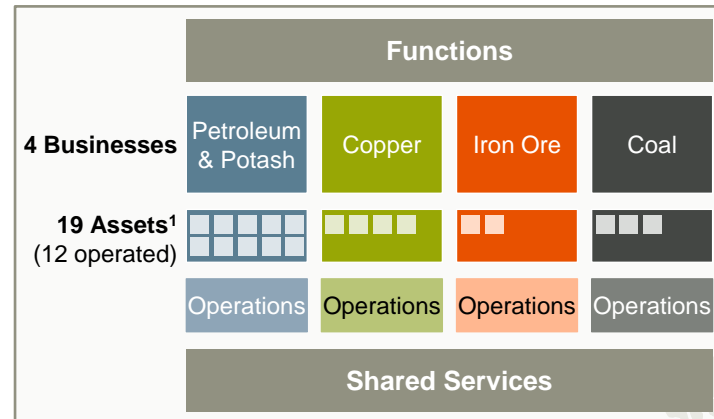 Functions
4 Businesses
Petroleum
& Potash
Copper
Iron Ore
Coal
19 Assets¹
(12 operated)
Operations
Operations
Operations
Operations
Shared Services